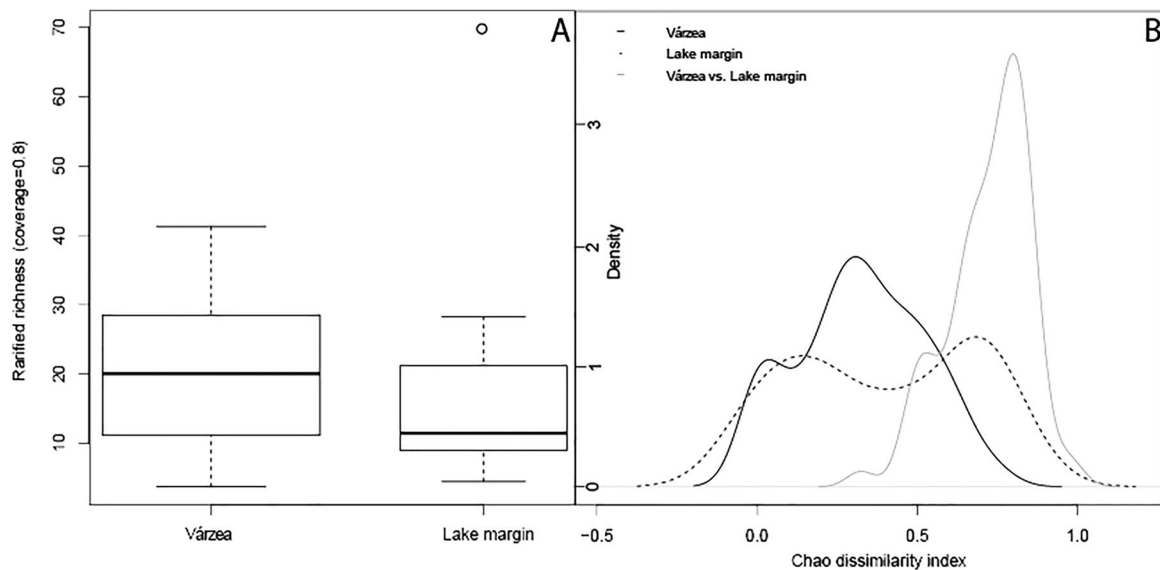 A
Rarified richness (coverage=0.8)
70
60
50
40
30
20
10
Várzea
Lake margin
B
Várzea
Lake margin
Várzea vs. Lake margin
Density
3
2
1
0
−0.5
0.0
0.5
1.0
Chao dissimilarity index